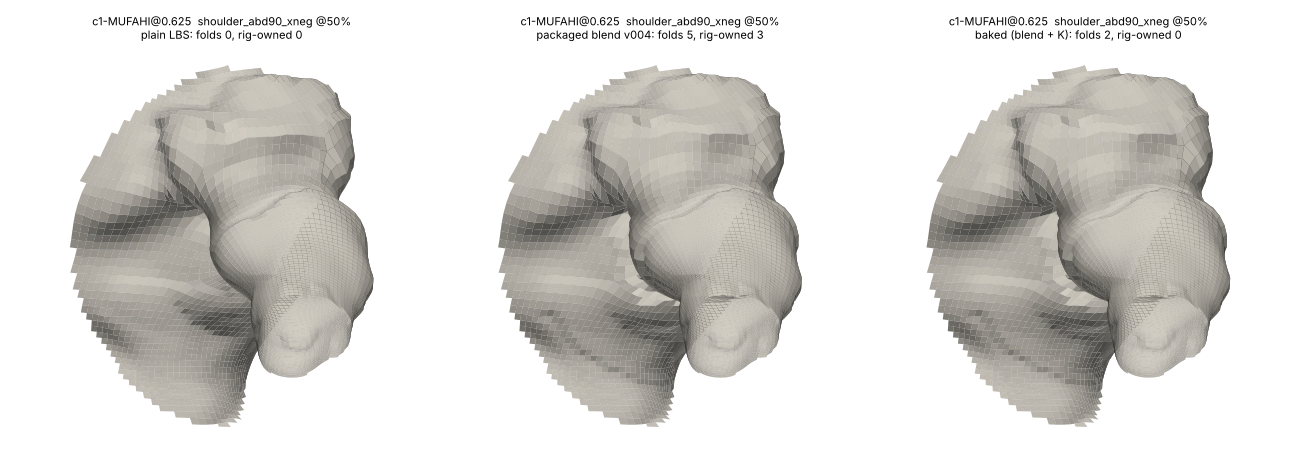 c1-MUFAHI@0.625  shoulder_abd90_xneg @50%
plain LBS: folds 0, rig-owned 0
c1-MUFAHI@0.625  shoulder_abd90_xneg @50%
packaged blend v004: folds 5, rig-owned 3
c1-MUFAHI@0.625  shoulder_abd90_xneg @50%
baked (blend + K): folds 2, rig-owned 0